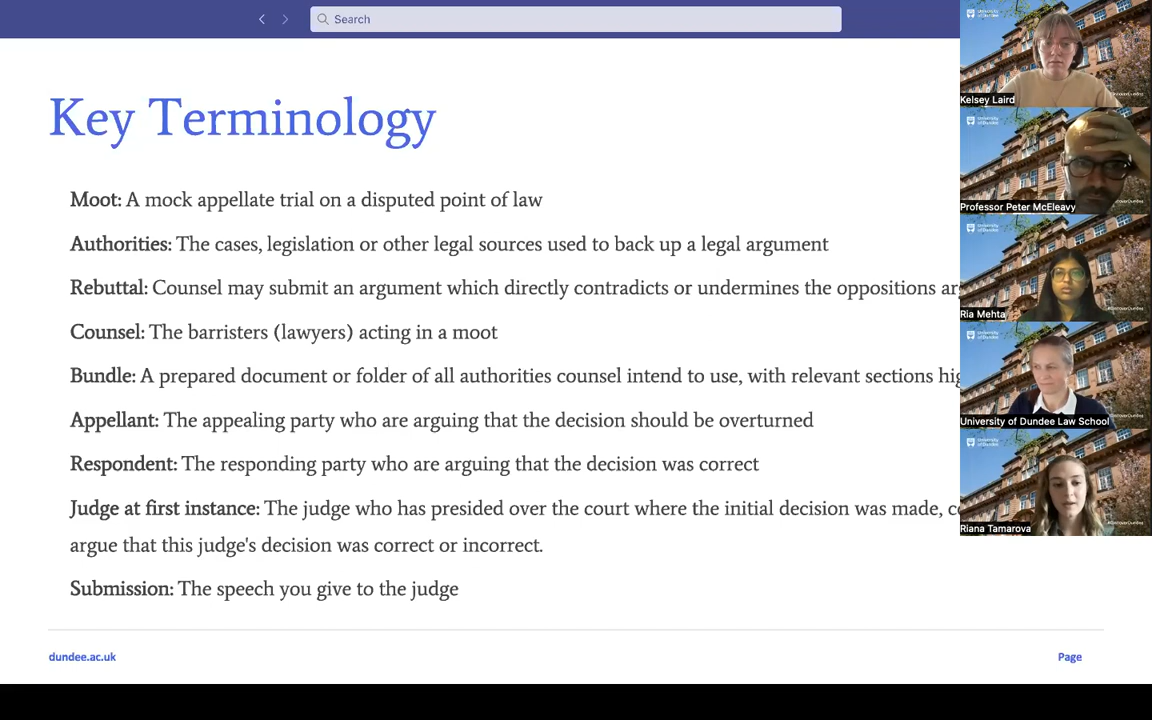 Search
Key Terminology
Moot: A mock appellate trial on a disputed point of law
Authorities: The cases, legislation or other legal sources used to back up a legal argument
Rebuttal: Counsel may submit an argument which directly contradicts or undermines the oppositions
Counsel: The barristers (lawyers) acting in a moot
Bundle: A prepared document or folder of all authorities counsel intend to use, with relevant sections
Appellant: The appealing party who are arguing that the decision should be overturned
Respondent: The responding party who are arguing that the decision was correct
Judge at first instance: The judge who has presided over the court where the initial decision was made,
argue that this judge's decision was correct or incorrect.
Submission: The speech you give to the judge
dundee.ac.uk
Page
Kelsey Laird
Professor Peter McEleavy
Ria Mehta
University of Dundee Law School
Riana Tamarova